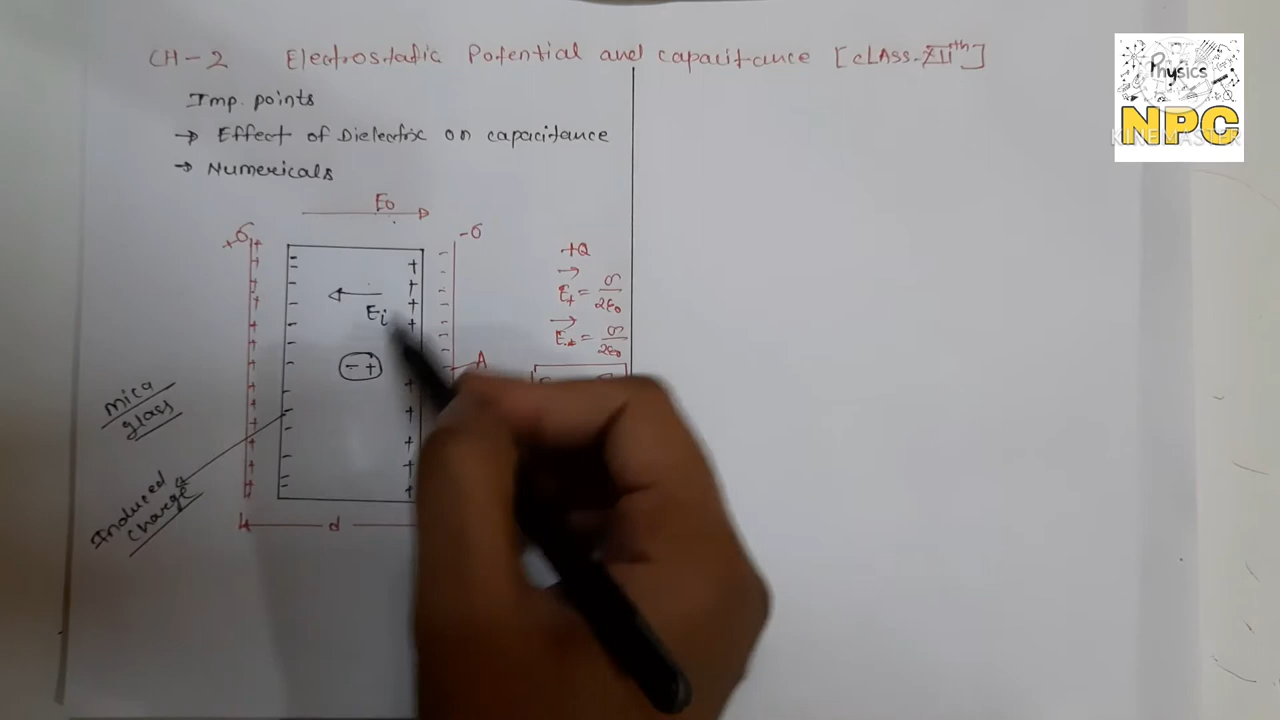 CH-2 Electrostatic Potential and capacitance [CLASS-XIIth]
Imp. points
→ Effect of Dielectric on capacitance
→ Numericals
E₀
+σ
-σ
Eᵢ
- +
A
+Q
E₊ = σ/2ε₀
σ/2ε₀
mica
glass
Induced
charge
d
Physics
NPC
KINEMASTER